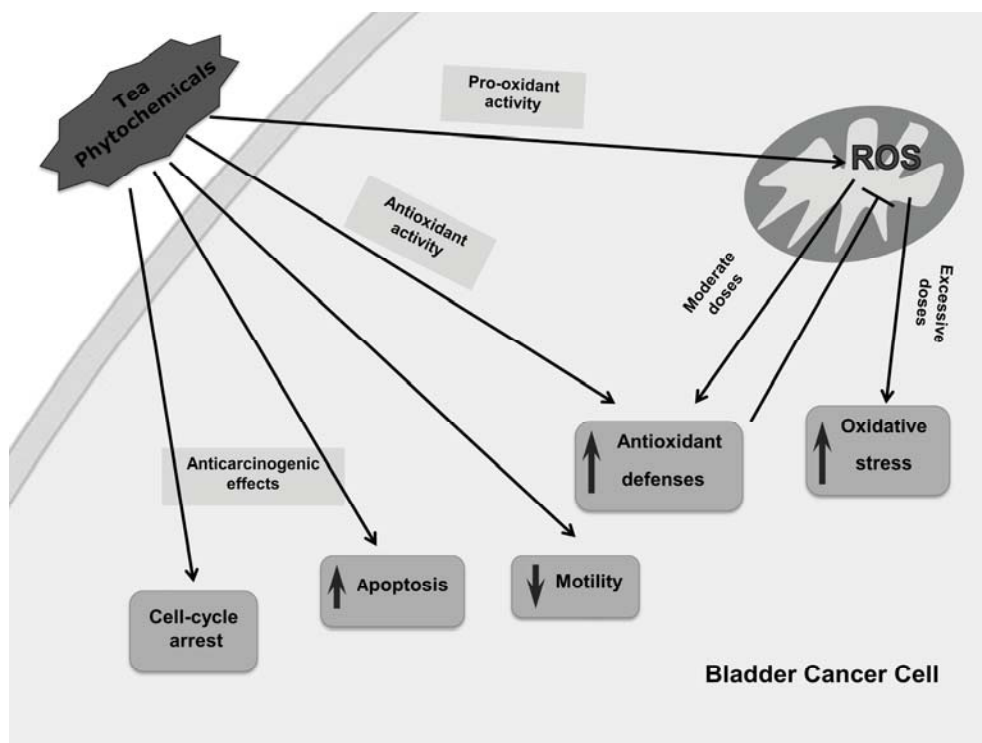 Tea
Phytochemicals
Pro-oxidant
activity
ROS
Antioxidant
activity
Moderate
doses
Excessive
doses
Antioxidant
defenses
Oxidative
stress
Anticarcinogenic
effects
Apoptosis
Motility
Cell-cycle
arrest
Bladder Cancer Cell